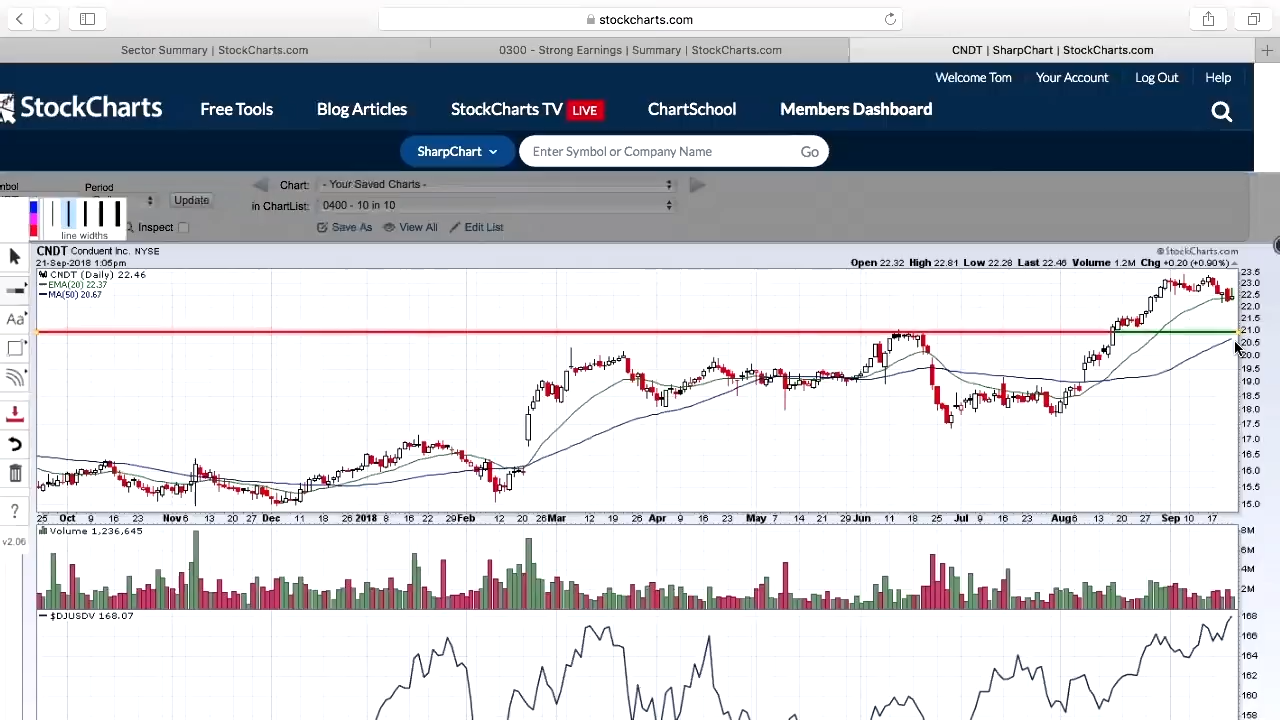 stockcharts.com
Sector Summary | StockCharts.com
0300 - Strong Earnings | Summary | StockCharts.com
CNDT | SharpChart | StockCharts.com
Welcome Tom Your Account Log Out Help
StockCharts Free Tools Blog Articles StockCharts TV LIVE ChartSchool Members Dashboard
SharpChart Enter Symbol or Company Name Go
mbol Period Chart: - Your Saved Charts -
Update in ChartList: 0400 - 10 in 10
Inspect Save As View All Edit List
line widths
CNDT Conduent Inc. NYSE ©StockCharts.com
21-Sep-2018 1:05pm Open 22.32 High 22.81 Low 22.28 Last 22.46 Volume 1.2M Chg +0.20 (+0.90%)
CNDT (Daily) 22.46
EMA(20) 22.37
MA(50) 20.67
Aa
23.5
23.0
22.5
22.0
21.5
21.0
20.5
20.0
19.5
19.0
18.5
18.0
17.5
17.0
16.5
16.0
15.5
15.0
25 Oct 9 16 23 Nov 6 13 20 27 Dec 11 18 26 2018 8 16 22 29 Feb 12 20 26 Mar 12 19 26 Apr 9 16 23 May 7 14 21 29 Jun 11 18 25 Jul 9 16 23 Aug 6 13 20 27 Sep 10 17
?
v2.06
Volume 1,236,645
8M
6M
4M
2M
$DJUSDV 168.07
168
166
164
162
160
158